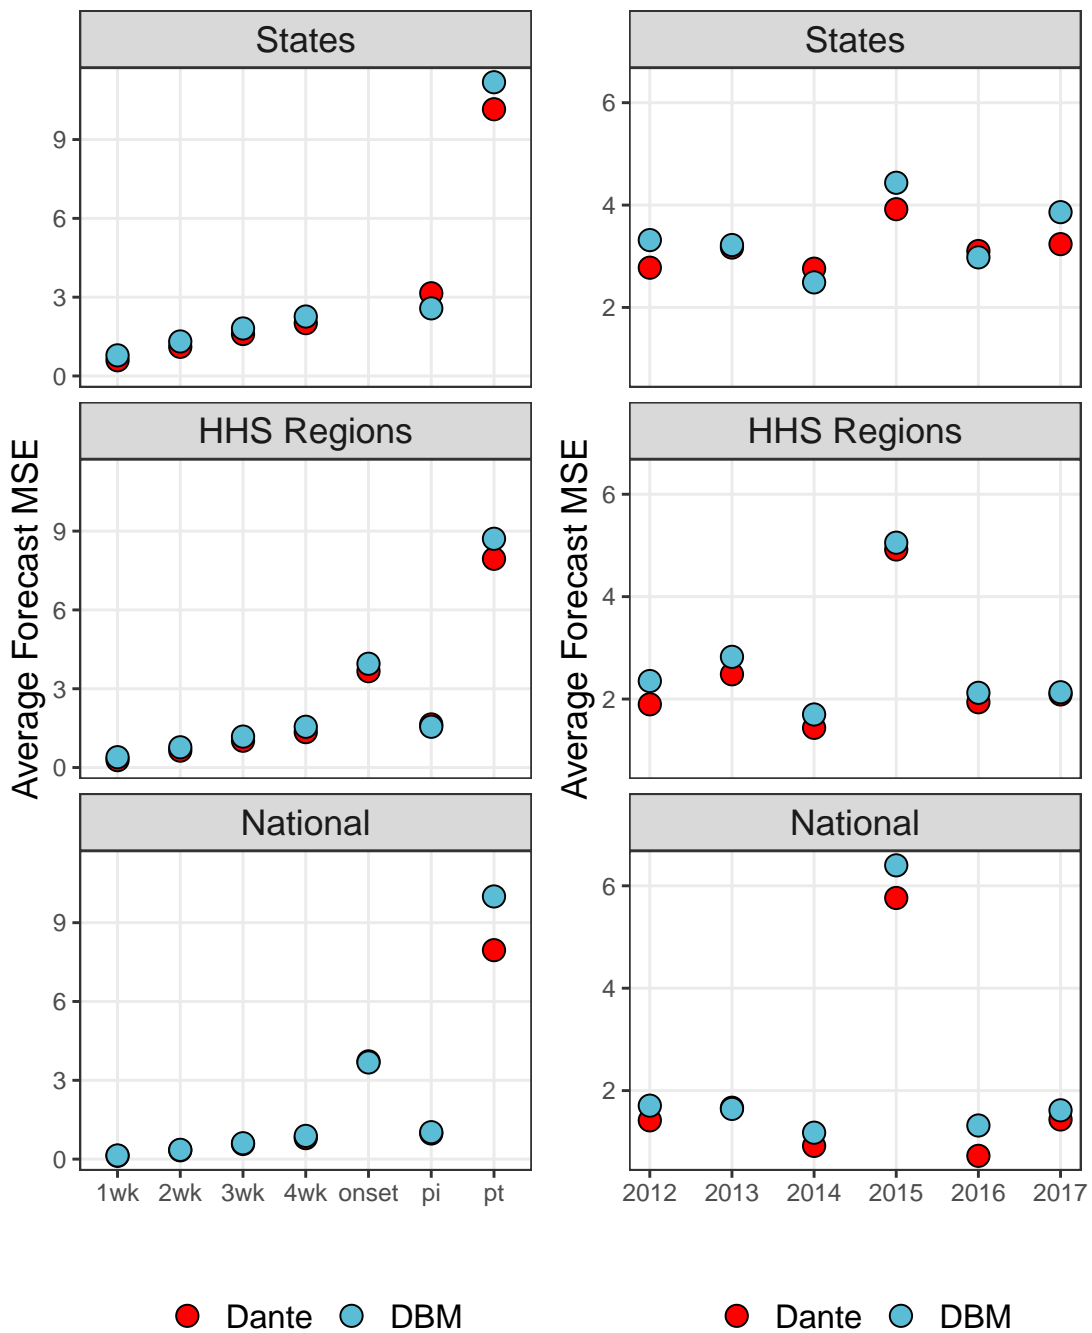 States
9
6
3
0
HHS Regions
9
6
3
0
National
9
6
3
0
1wk 2wk 3wk 4wk onset pi pt
Average Forecast MSE
Dante DBM
States
6
4
2
HHS Regions
6
4
2
National
6
4
2
2012 2013 2014 2015 2016 2017
Average Forecast MSE
Dante DBM